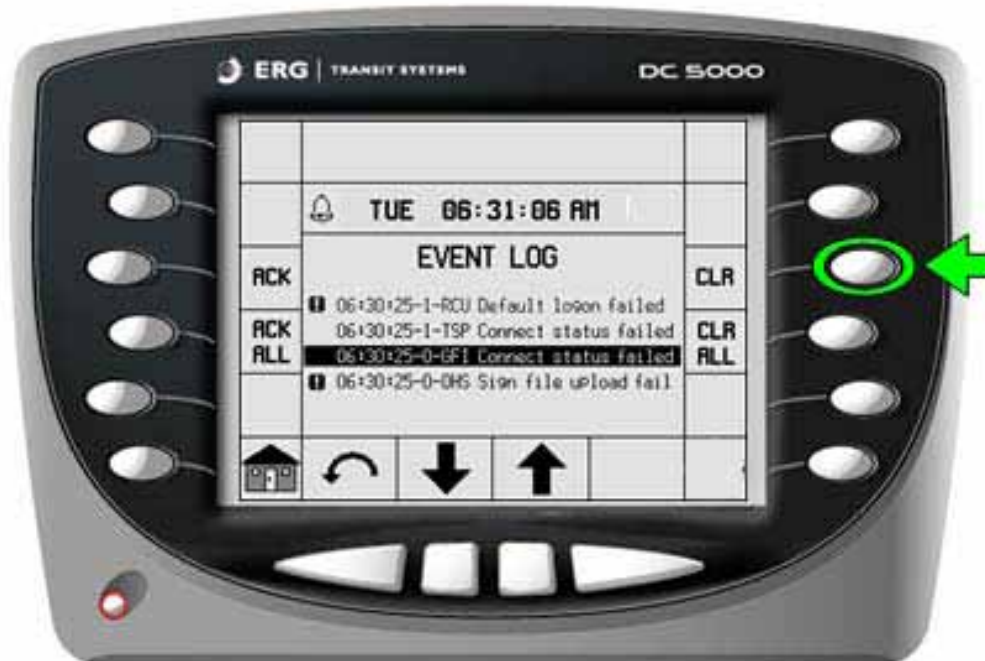 ERG | TRANSIT SYSTEMS
DC 5000
TUE 06:31:06 AM
EVENT LOG
ACK
CLR
06:30:25-1-RCU Default logon failed
06:30:25-1-TSP Connect status failed
ACK ALL
CLR ALL
06:30:25-0-GFI Connect status failed
06:30:25-0-OHS Sign file upload fail